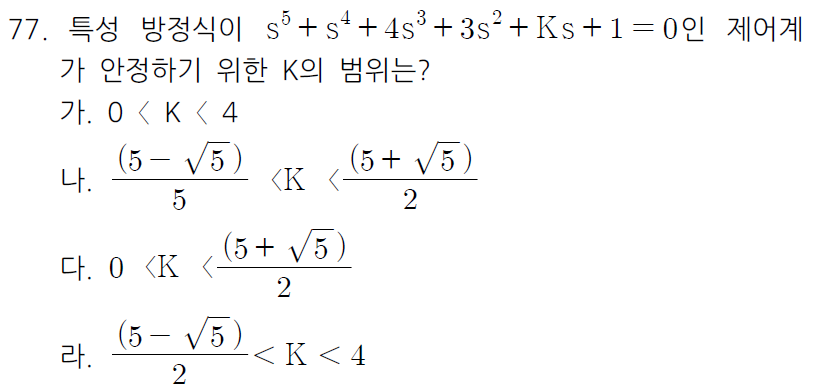 77. 특성 방정식이 s⁵ + s⁴ + 4s³ + 3s² + Ks + 1 = 0인 제어계
가 안정하기 위한 K의 범위는?
가. 0 < K < 4
나. (5 − √5)/5 < K < (5 + √5)/2
다. 0 < K < (5 + √5)/2
라. (5 − √5)/2 < K < 4